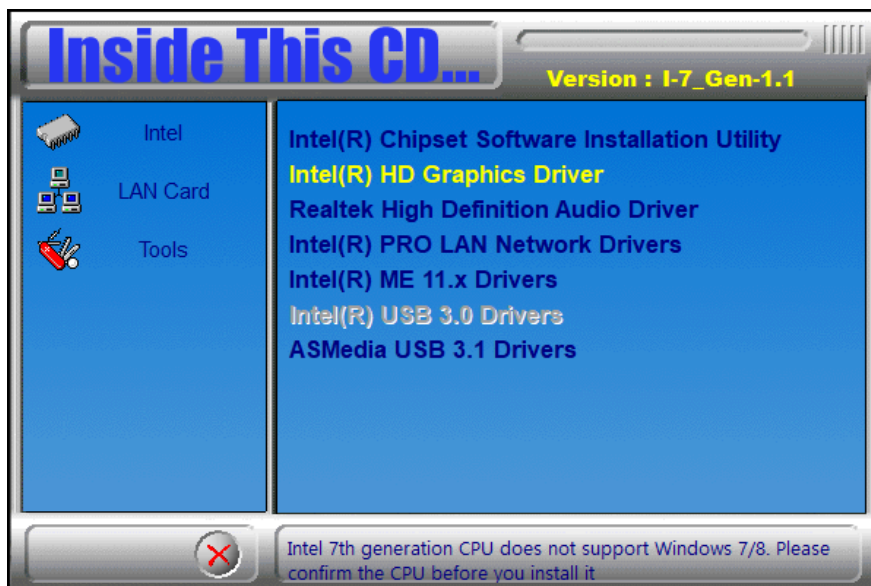 Inside This CD...
Version : I-7_Gen-1.1
Intel
LAN Card
Tools
Intel(R) Chipset Software Installation Utility
Intel(R) HD Graphics Driver
Realtek High Definition Audio Driver
Intel(R) PRO LAN Network Drivers
Intel(R) ME 11.x Drivers
Intel(R) USB 3.0 Drivers
ASMedia USB 3.1 Drivers
Intel 7th generation CPU does not support Windows 7/8. Please
confirm the CPU before you install it